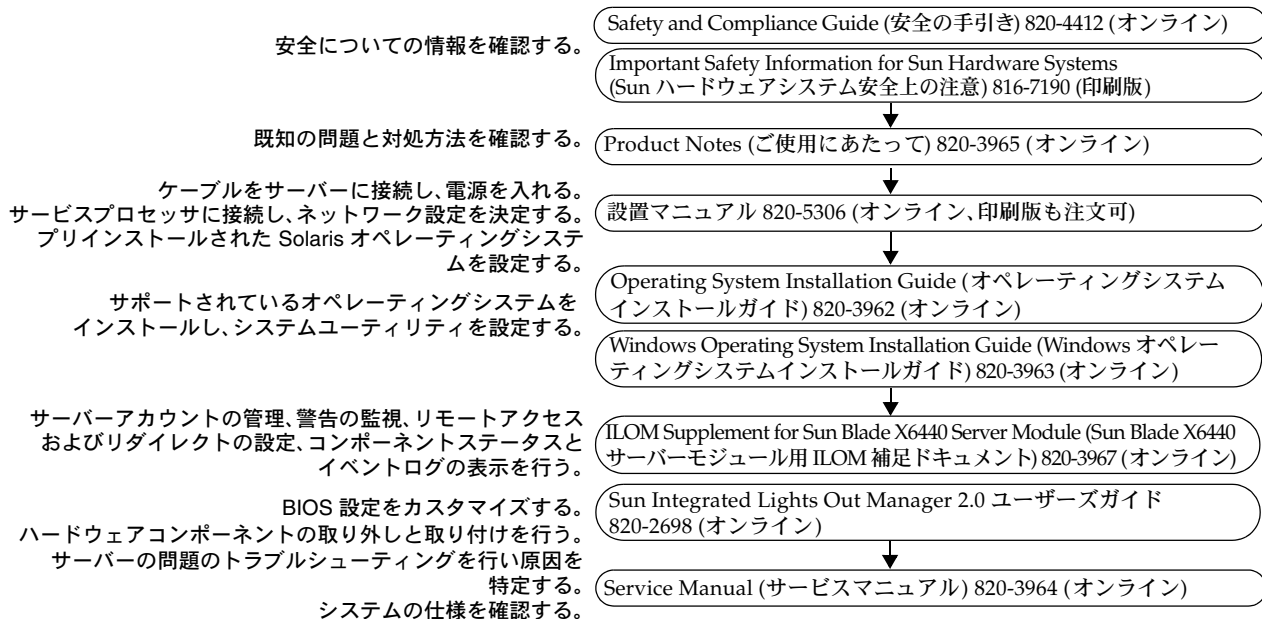 安全についての情報を確認する。
Safety and Compliance Guide (安全の手引き) 820-4412 (オンライン)
Important Safety Information for Sun Hardware Systems
(Sun ハードウェアシステム安全上の注意) 816-7190 (印刷版)
既知の問題と対処方法を確認する。
Product Notes (ご使用にあたって) 820-3965 (オンライン)
ケーブルをサーバーに接続し、電源を入れる。
サービスプロセッサに接続し、ネットワーク設定を決定する。
プリインストールされた Solaris オペレーティングシステ
ムを設定する。
設置マニュアル 820-5306 (オンライン、印刷版も注文可)
サポートされているオペレーティングシステムを
インストールし、システムユーティリティを設定する。
Operating System Installation Guide (オペレーティングシステム
インストールガイド) 820-3962 (オンライン)
Windows Operating System Installation Guide (Windows オペレー
ティングシステムインストールガイド) 820-3963 (オンライン)
サーバーアカウントの管理、警告の監視、リモートアクセス
およびリダイレクトの設定、コンポーネントステータスと
イベントログの表示を行う。
ILOM Supplement for Sun Blade X6440 Server Module (Sun Blade X6440
サーバーモジュール用 ILOM 補足ドキュメント) 820-3967 (オンライン)
Sun Integrated Lights Out Manager 2.0 ユーザーズガイド
820-2698 (オンライン)
BIOS 設定をカスタマイズする。
ハードウェアコンポーネントの取り外しと取り付けを行う。
サーバーの問題のトラブルシューティングを行い原因を
特定する。
システムの仕様を確認する。
Service Manual (サービスマニュアル) 820-3964 (オンライン)